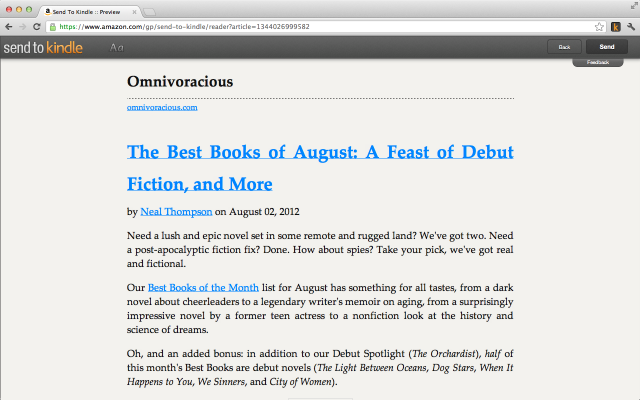 Send To Kindle :: Preview
https://www.amazon.com/gp/send-to-kindle/reader?article=1344026999582
send to kindle Aa Back Send
Feedback
Omnivoracious
omnivoracious.com
The Best Books of August: A Feast of Debut
Fiction, and More
by Neal Thompson on August 02, 2012
Need a lush and epic novel set in some remote and rugged land? We've got two. Need
a post-apocalyptic fiction fix? Done. How about spies? Take your pick, we've got real
and fictional.
Our Best Books of the Month list for August has something for all tastes, from a dark
novel about cheerleaders to a legendary writer's memoir on aging, from a surprisingly
impressive novel by a former teen actress to a nonfiction look at the history and
science of dreams.
Oh, and an added bonus: in addition to our Debut Spotlight (The Orchardist), half of
this month's Best Books are debut novels (The Light Between Oceans, Dog Stars, When It
Happens to You, We Sinners, and City of Women).